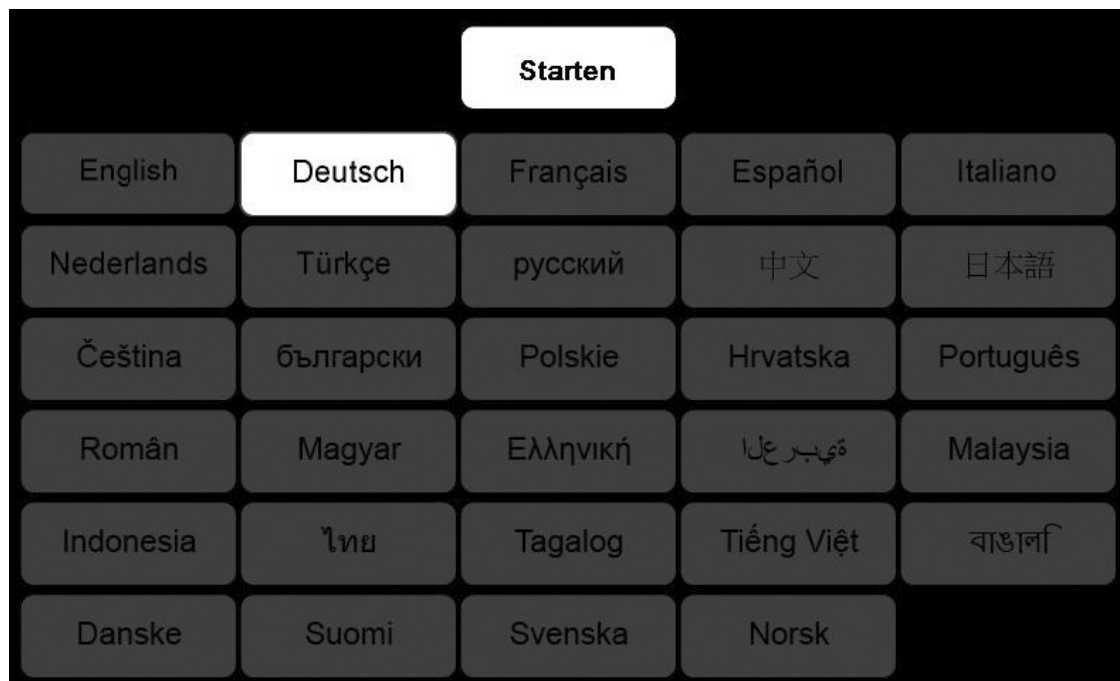 Starten
English
Deutsch
Français
Español
Italiano
Nederlands
Türkçe
русский
中文
日本語
Čeština
български
Polskie
Hrvatska
Português
Român
Magyar
Ελληνική
ةيبرعلا
Malaysia
Indonesia
ไทย
Tagalog
Tiếng Việt
বাঙালি
Danske
Suomi
Svenska
Norsk